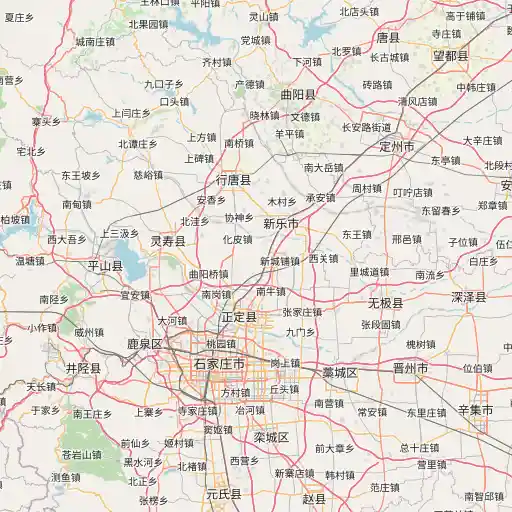 夏庄乡
平阳镇
灵山镇
北店头镇
高于铺镇
北果园镇
唐县
寺庄镇
城南庄镇
党城镇
北罗镇
望都县
齐村镇
下河镇
长古城镇
南营乡
九口子乡
产德镇
砖路镇
中韩庄镇
口头镇
曲阳县
清风店镇
上闫庄乡
晓林镇
文德镇
寨头乡
羊平镇
长安路街道
上方镇
大辛庄镇
北谭庄乡
南桥镇
定州市
宅北乡
上碑镇
东亭镇
北段村镇
南大岳镇
东王坡乡
慈峪镇
行唐县
周村镇
叮咛店镇
南甸镇
安香乡
木村乡
承安镇
郑章镇
柏坡镇
协神乡
东留春乡
北洼乡
新乐市
上三汲乡
东王镇
西大吾乡
灵寿县
化皮镇
邢邑镇
子位镇
温塘镇
新城铺镇
西关镇
白庄乡
平山县
曲阳桥镇
里城道镇
南流乡
宜安镇
南岗镇
南牛镇
南陉乡
无极县
深泽县
大河镇
正定县
张家庄镇
小作镇
威州镇
九门乡
张段固镇
鹿泉区
桃园镇
槐树镇
井陉县
石家庄市
岗上镇
藁城区
晋州市
位伯镇
天长镇
方村镇
丘头镇
于家乡
南王庄乡
上寨乡
寺家庄镇
冶河镇
南营镇
常安镇
东里庄镇
辛集市
窦妪镇
前仙乡
姬村镇
栾城区
前大章乡
总十庄镇
苍岩山镇
黑水河乡
北褚镇
西营乡
营里镇
测鱼镇
北正乡
新寨店镇
韩村镇
范庄镇
张楞乡
元氏县
赵县
南智邱镇